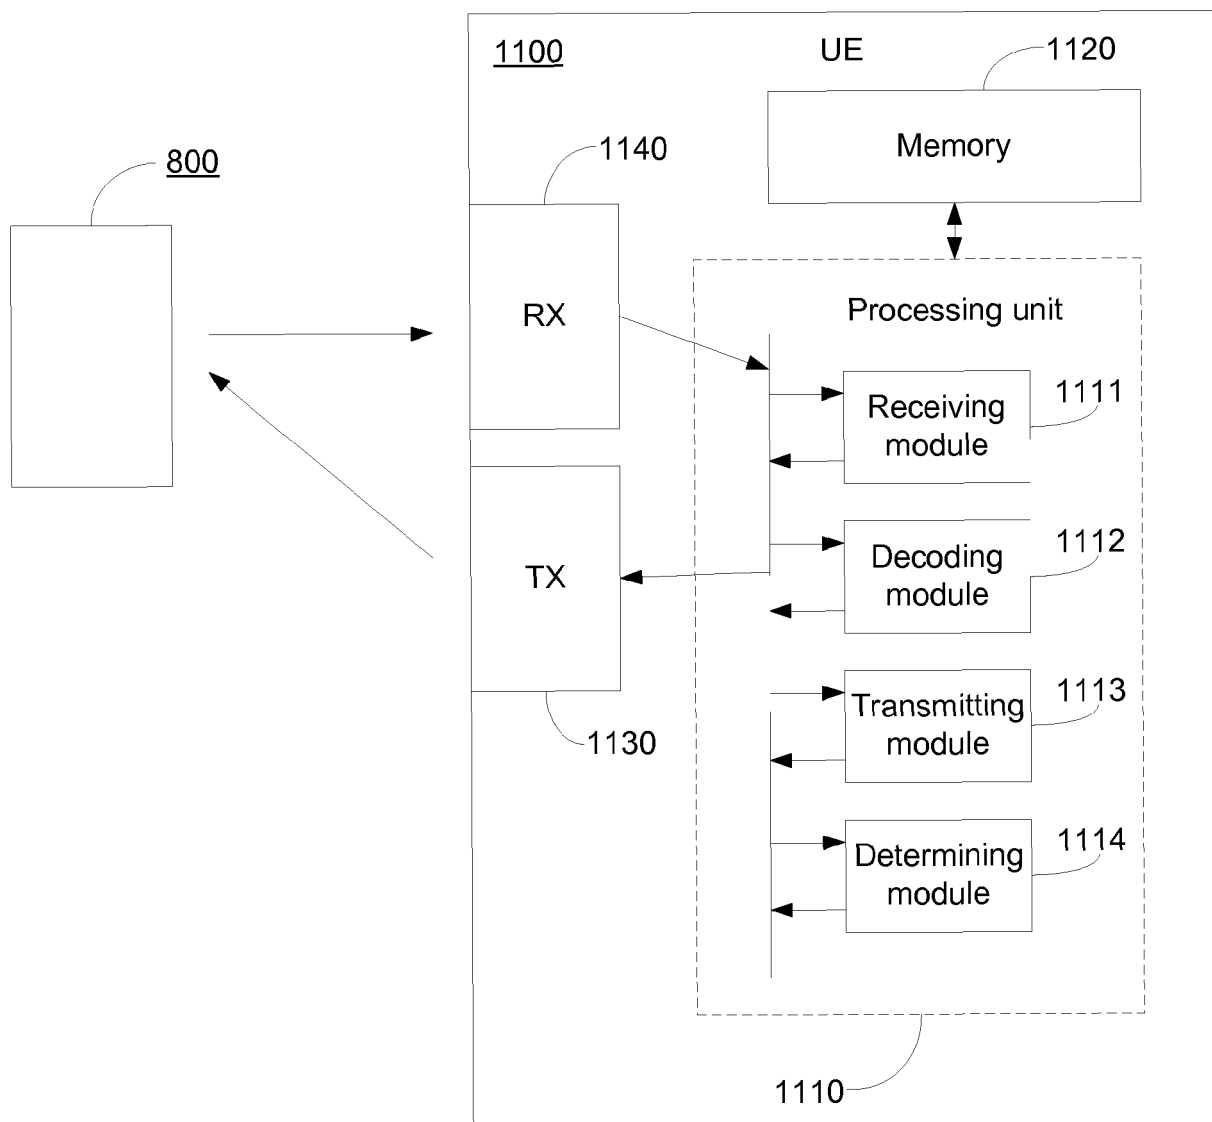 1100
UE
1120
Memory
1140
800
RX
Processing unit
Receiving
module
1111
Decoding
module
1112
TX
Transmitting
module
1113
1130
Determining
module
1114
1110